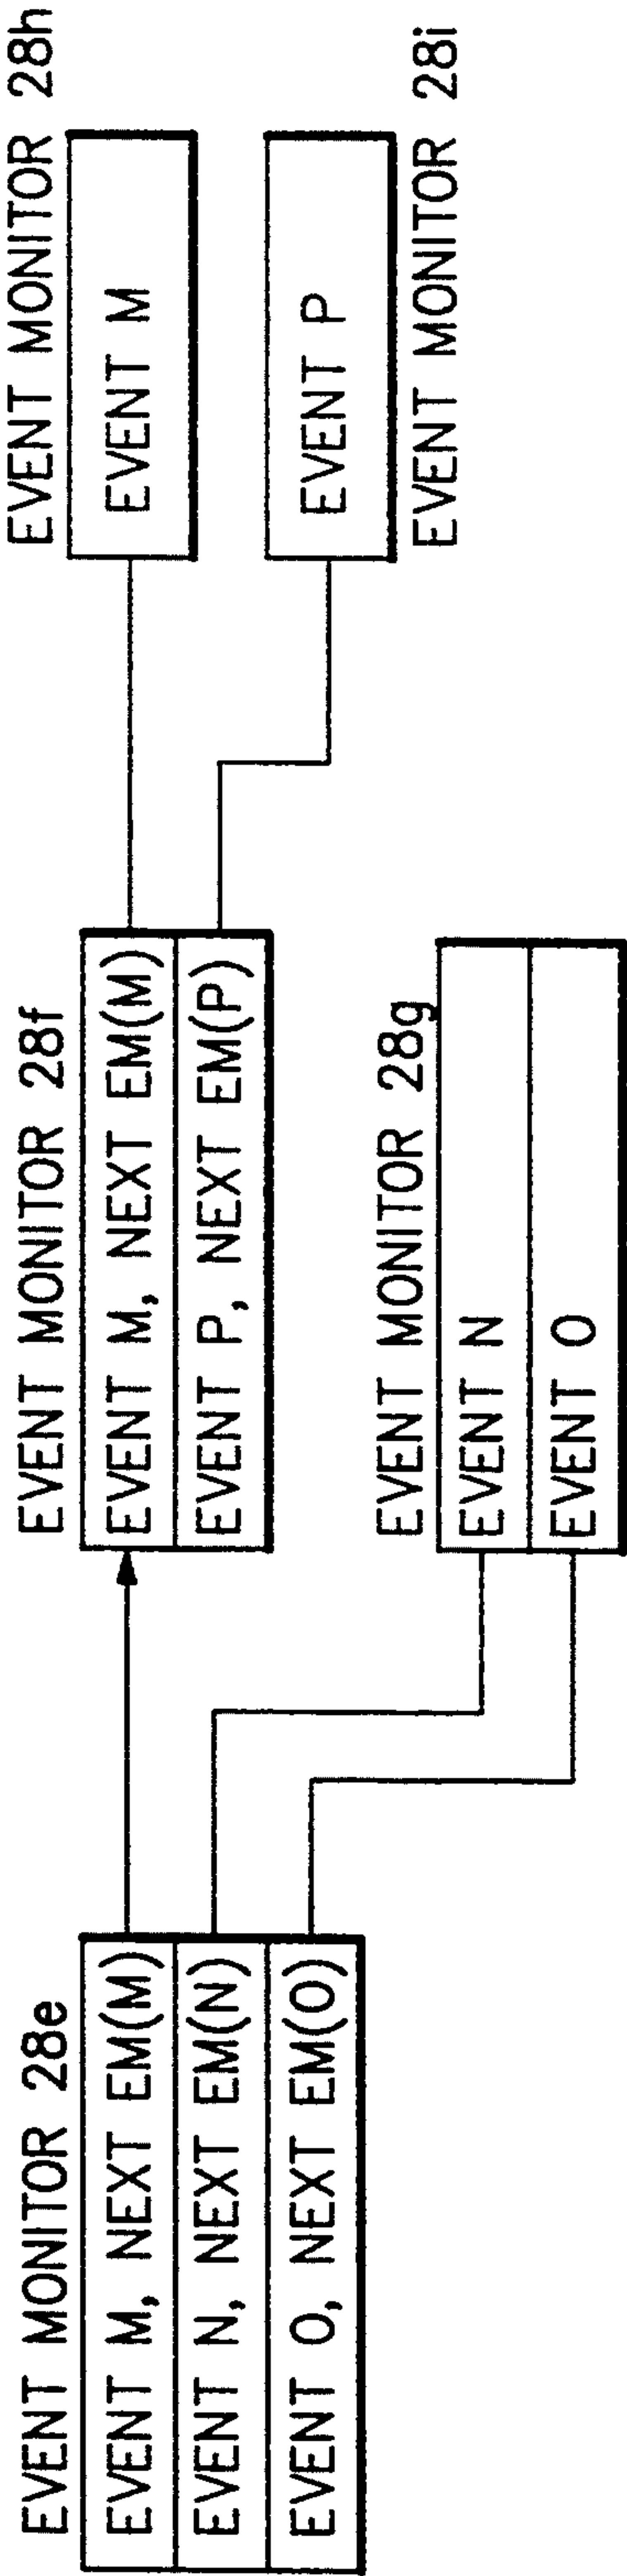 EVENT MONITOR 28e
EVENT M, NEXT EM(M)
EVENT N, NEXT EM(N)
EVENT O, NEXT EM(O)
EVENT MONITOR 28f
EVENT M, NEXT EM(M)
EVENT P, NEXT EM(P)
EVENT MONITOR 28g
EVENT N
EVENT O
EVENT MONITOR 28h
EVENT M
EVENT P
EVENT MONITOR 28i